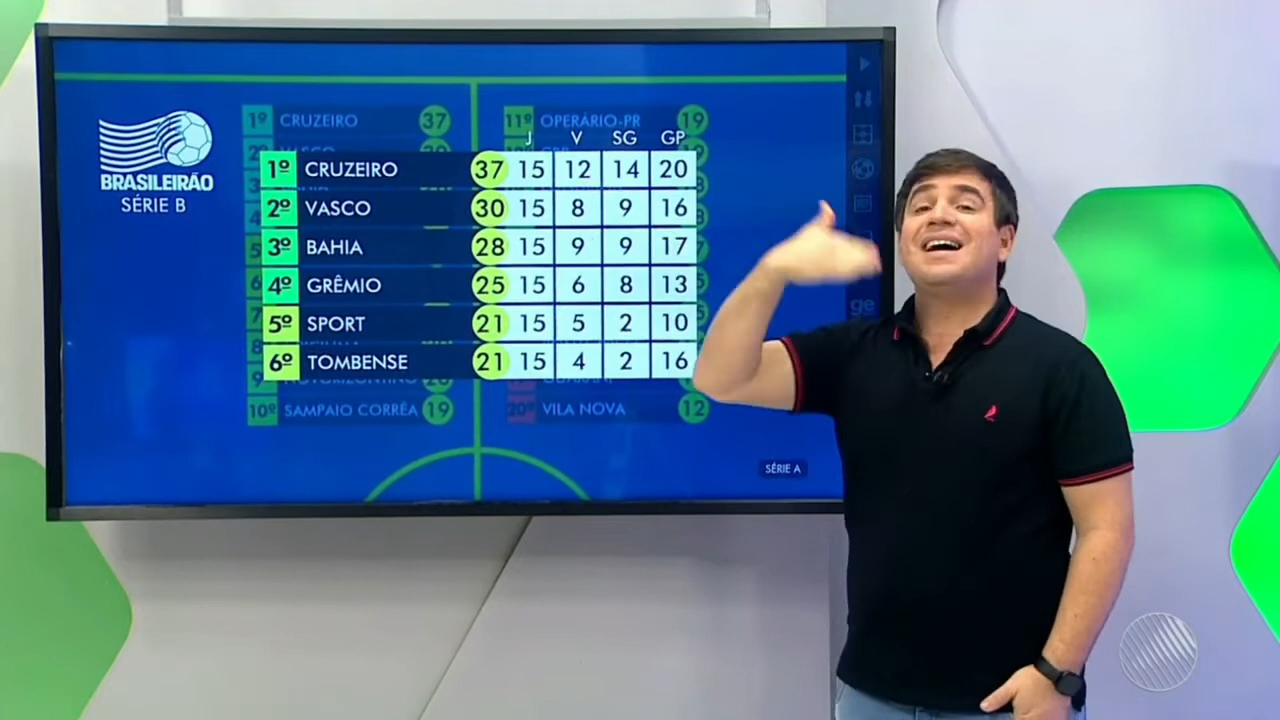 BRASILEIRÃO
SÉRIE B
1º CRUZEIRO 37
11º OPERÁRIO-PR 19
J V SG GP
1º CRUZEIRO 37 15 12 14 20
2º VASCO 30 15 8 9 16
3º BAHIA 28 15 9 9 17
4º GRÊMIO 25 15 6 8 13
5º SPORT 21 15 5 2 10
6º TOMBENSE 21 15 4 2 16
10º SAMPAIO CORRÊA 19
20º VILA NOVA 12
ge
SÉRIE A